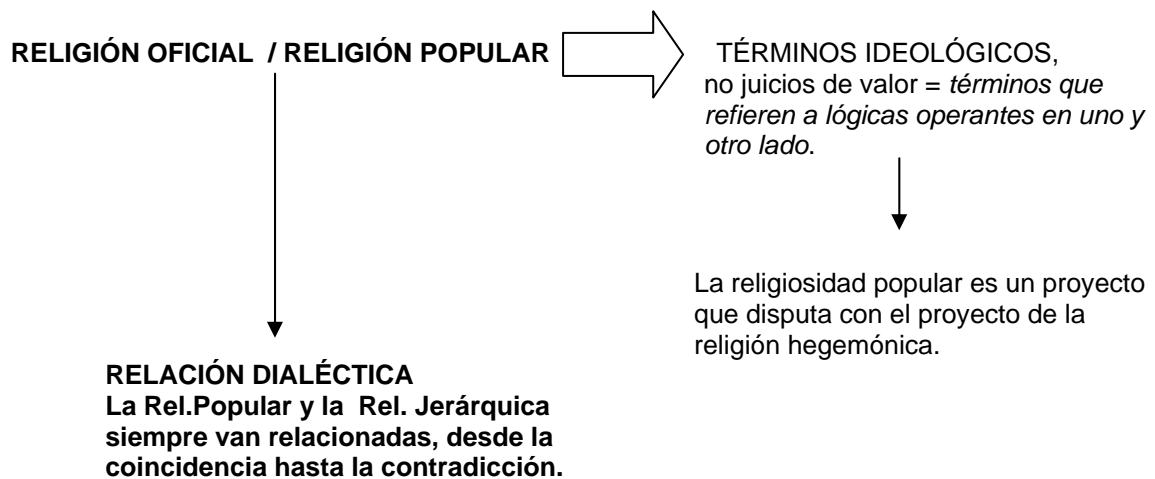 RELIGIÓN OFICIAL / RELIGIÓN POPULAR
TÉRMINOS IDEOLÓGICOS,
no juicios de valor = términos que
refieren a lógicas operantes en uno y
otro lado.
La religiosidad popular es un proyecto
que disputa con el proyecto de la
religión hegemónica.
RELACIÓN DIALÉCTICA
La Rel.Popular y la Rel. Jerárquica
siempre van relacionadas, desde la
coincidencia hasta la contradicción.